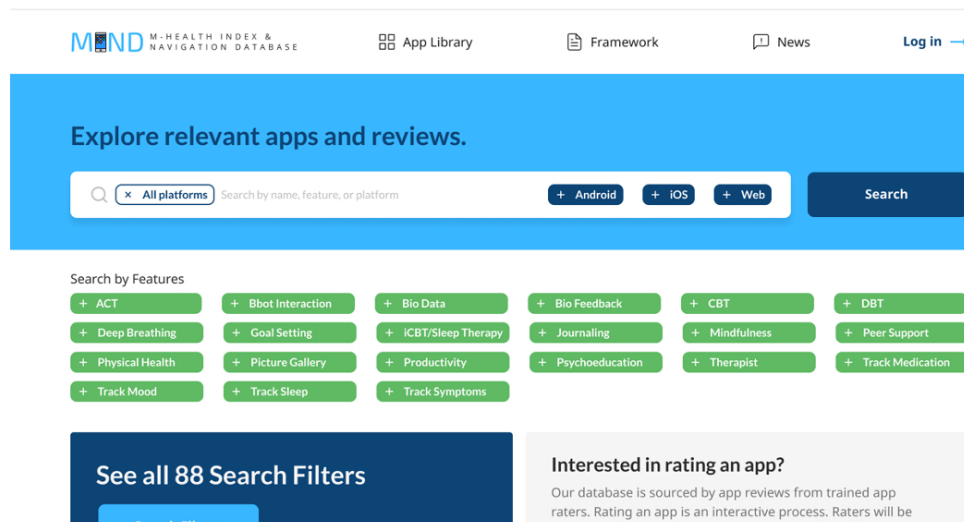 MIND M-HEALTH INDEX &
NAVIGATION DATABASE
App Library
Framework
News
Log in
Explore relevant apps and reviews.
× All platforms Search by name, feature, or platform + Android + iOS + Web Search
Search by Features
+ ACT + Bbot Interaction + Bio Data + Bio Feedback + CBT + DBT
+ Deep Breathing + Goal Setting + iCBT/Sleep Therapy + Journaling + Mindfulness + Peer Support
+ Physical Health + Picture Gallery + Productivity + Psychoeducation + Therapist + Track Medication
+ Track Mood + Track Sleep + Track Symptoms
See all 88 Search Filters
Interested in rating an app?
Our database is sourced by app reviews from trained app
raters. Rating an app is an interactive process. Raters will be